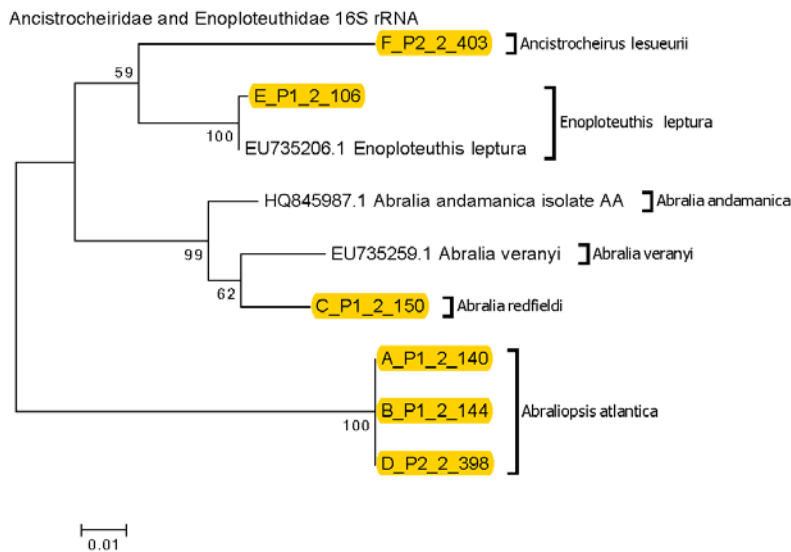 Ancistrocheiridae and Enoploteuthidae 16S rRNA
F_P2_2_403 Ancistrocheirus lesueurii
59
E_P1_2_106
Enoploteuthis leptura
100
EU735206.1 Enoploteuthis leptura
HQ845987.1 Abralia andamanica isolate AA Abralia andamanica
99
EU735259.1 Abralia veranyi Abralia veranyi
62
C_P1_2_150 Abralia redfieldi
A_P1_2_140
B_P1_2_144 Abraliopsis atlantica
100
D_P2_2_398
0.01